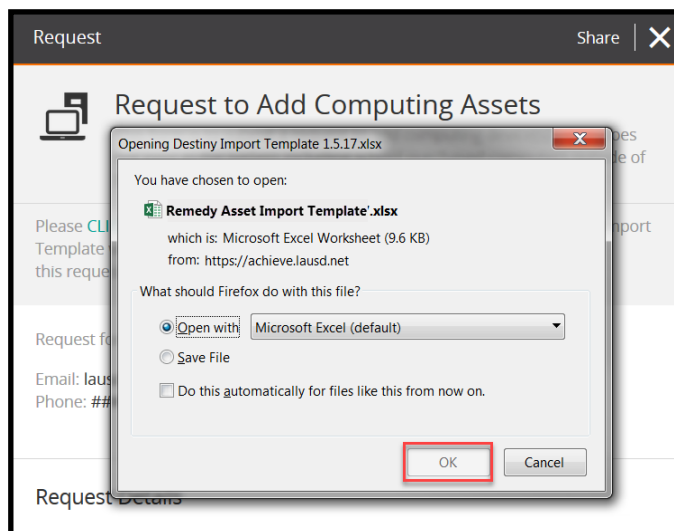 Request Share
Request to Add Computing Assets
Opening Destiny Import Template 1.5.17.xlsx
of
You have chosen to open:
Remedy Asset Import Template'.xlsx
which is: Microsoft Excel Worksheet (9.6 KB)
from: https://achieve.lausd.net
Please CLI
Template
this reque
What should Firefox do with this file?
Open with Microsoft Excel (default)
Save File
Do this automatically for files like this from now on.
Request fo
Email: laus
Phone: ##
OK Cancel
Request Details